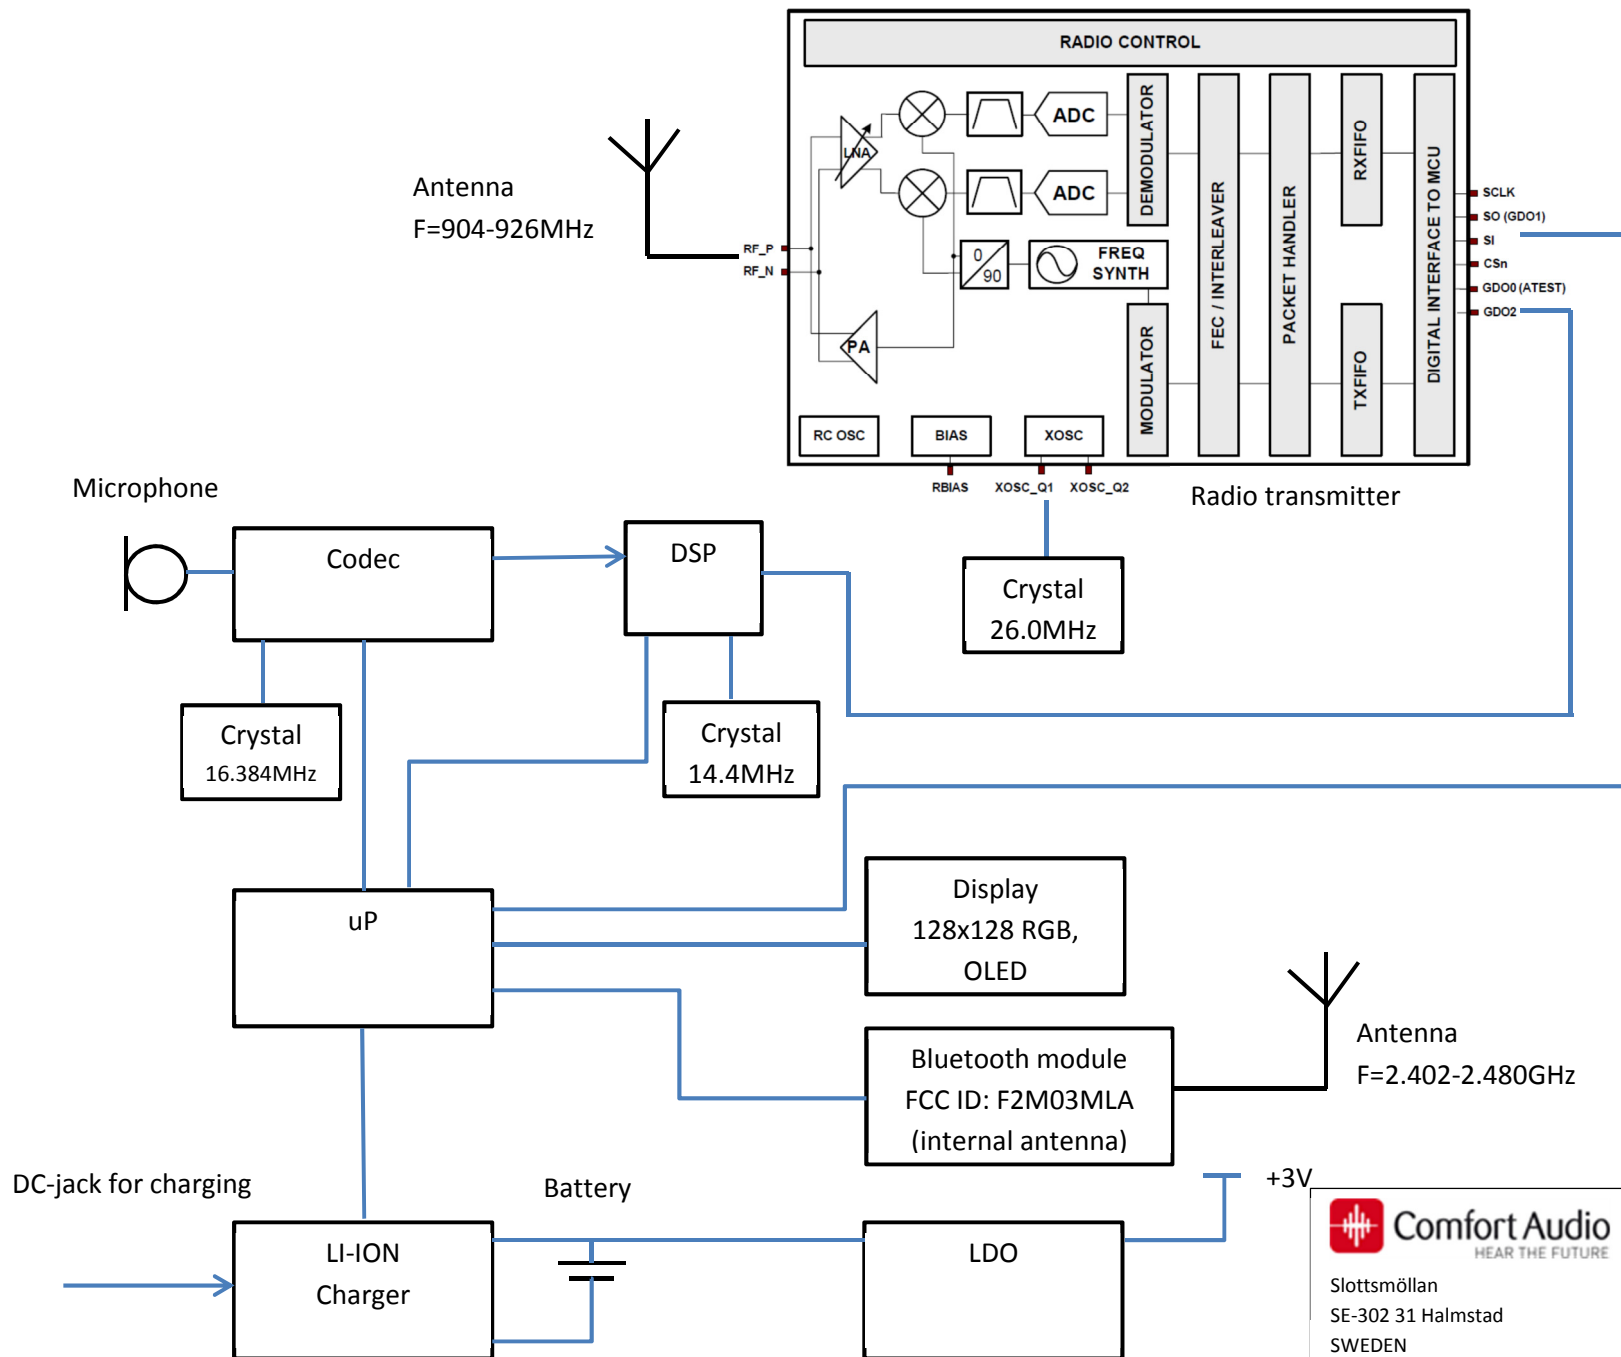 RADIO CONTROL
LNA
ADC
ADC
DEMODULATOR
FEC / INTERLEAVER
PACKET HANDLER
RXFIFO
DIGITAL INTERFACE TO MCU
Antenna
F=904-926MHz
RF_P
RF_N
0
90
FREQ
SYNTH
PA
MODULATOR
TXFIFO
SCLK
SO (GDO1)
SI
CSn
GDO0 (ATEST)
GDO2
RC OSC
BIAS
XOSC
RBIAS
XOSC_Q1
XOSC_Q2
Radio transmitter
Microphone
Codec
DSP
Crystal
26.0MHz
Crystal
16.384MHz
Crystal
14.4MHz
uP
Display
128x128 RGB,
OLED
Bluetooth module
FCC ID: F2M03MLA
(internal antenna)
Antenna
F=2.402-2.480GHz
DC-jack for charging
Battery
+3V
LI-ION
Charger
LDO
Comfort Audio
HEAR THE FUTURE
Slottsmöllan
SE-302 31 Halmstad
SWEDEN